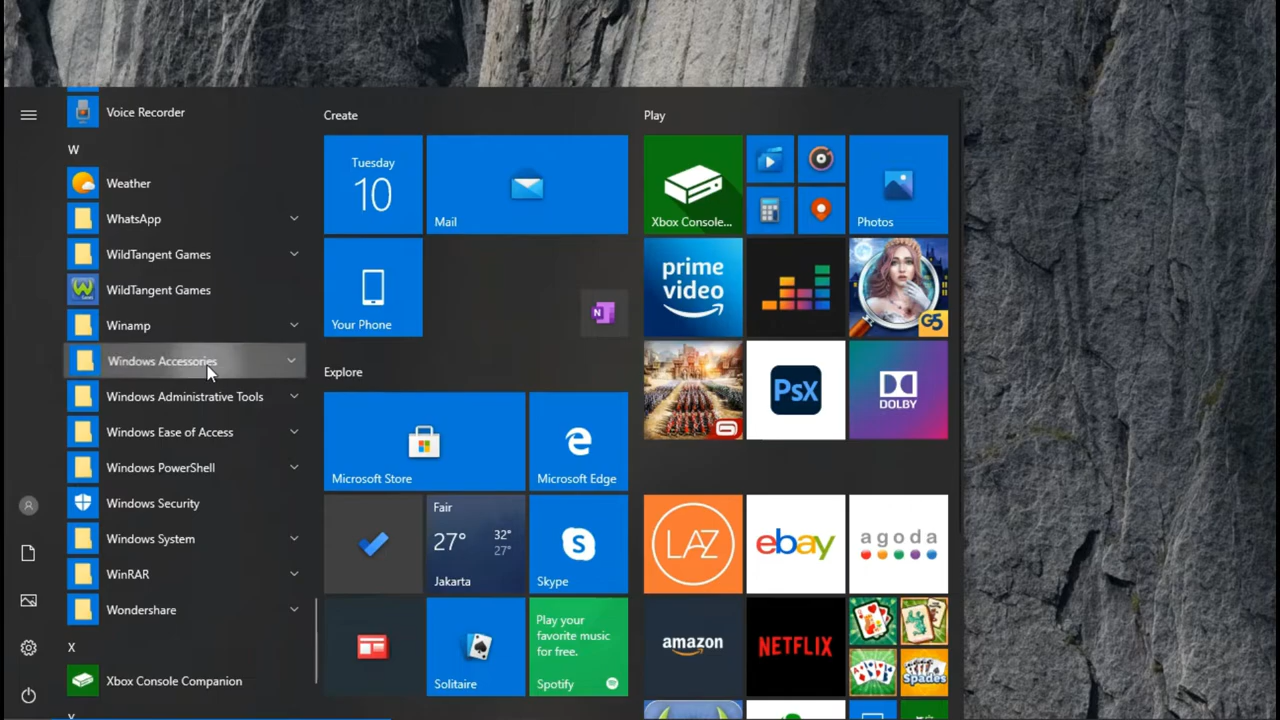 Voice Recorder
W
Weather
WhatsApp
WildTangent Games
WildTangent Games
Winamp
Windows Accessories
Windows Administrative Tools
Windows Ease of Access
Windows PowerShell
Windows Security
Windows System
WinRAR
Wondershare
X
Xbox Console Companion
Create
Tuesday
10
Mail
Your Phone
N
Explore
Microsoft Store
Microsoft Edge
Fair
27° 32°
27°
Jakarta
S
Skype
Solitaire
Play your
favorite music
for free.
Spotify
Play
Xbox Console...
Photos
prime
video
G5
PsX
DOLBY
LAZ
ebay
agoda
amazon
NETFLIX
Spades